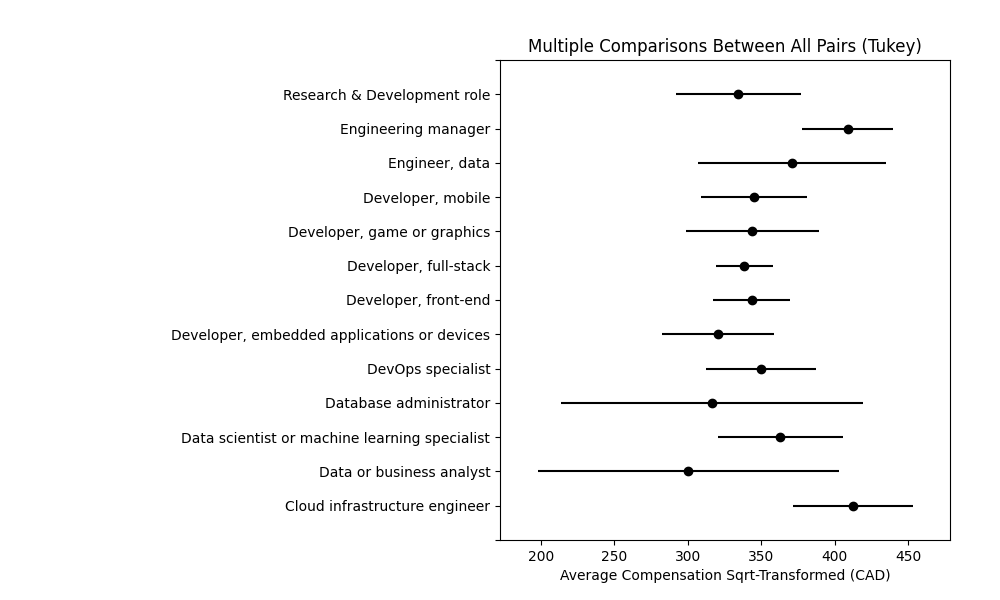 Multiple Comparisons Between All Pairs (Tukey)
Research & Development role
Engineering manager
Engineer, data
Developer, mobile
Developer, game or graphics
Developer, full-stack
Developer, front-end
Developer, embedded applications or devices
DevOps specialist
Database administrator
Data scientist or machine learning specialist
Data or business analyst
Cloud infrastructure engineer
200 250 300 350 400 450
Average Compensation Sqrt-Transformed (CAD)